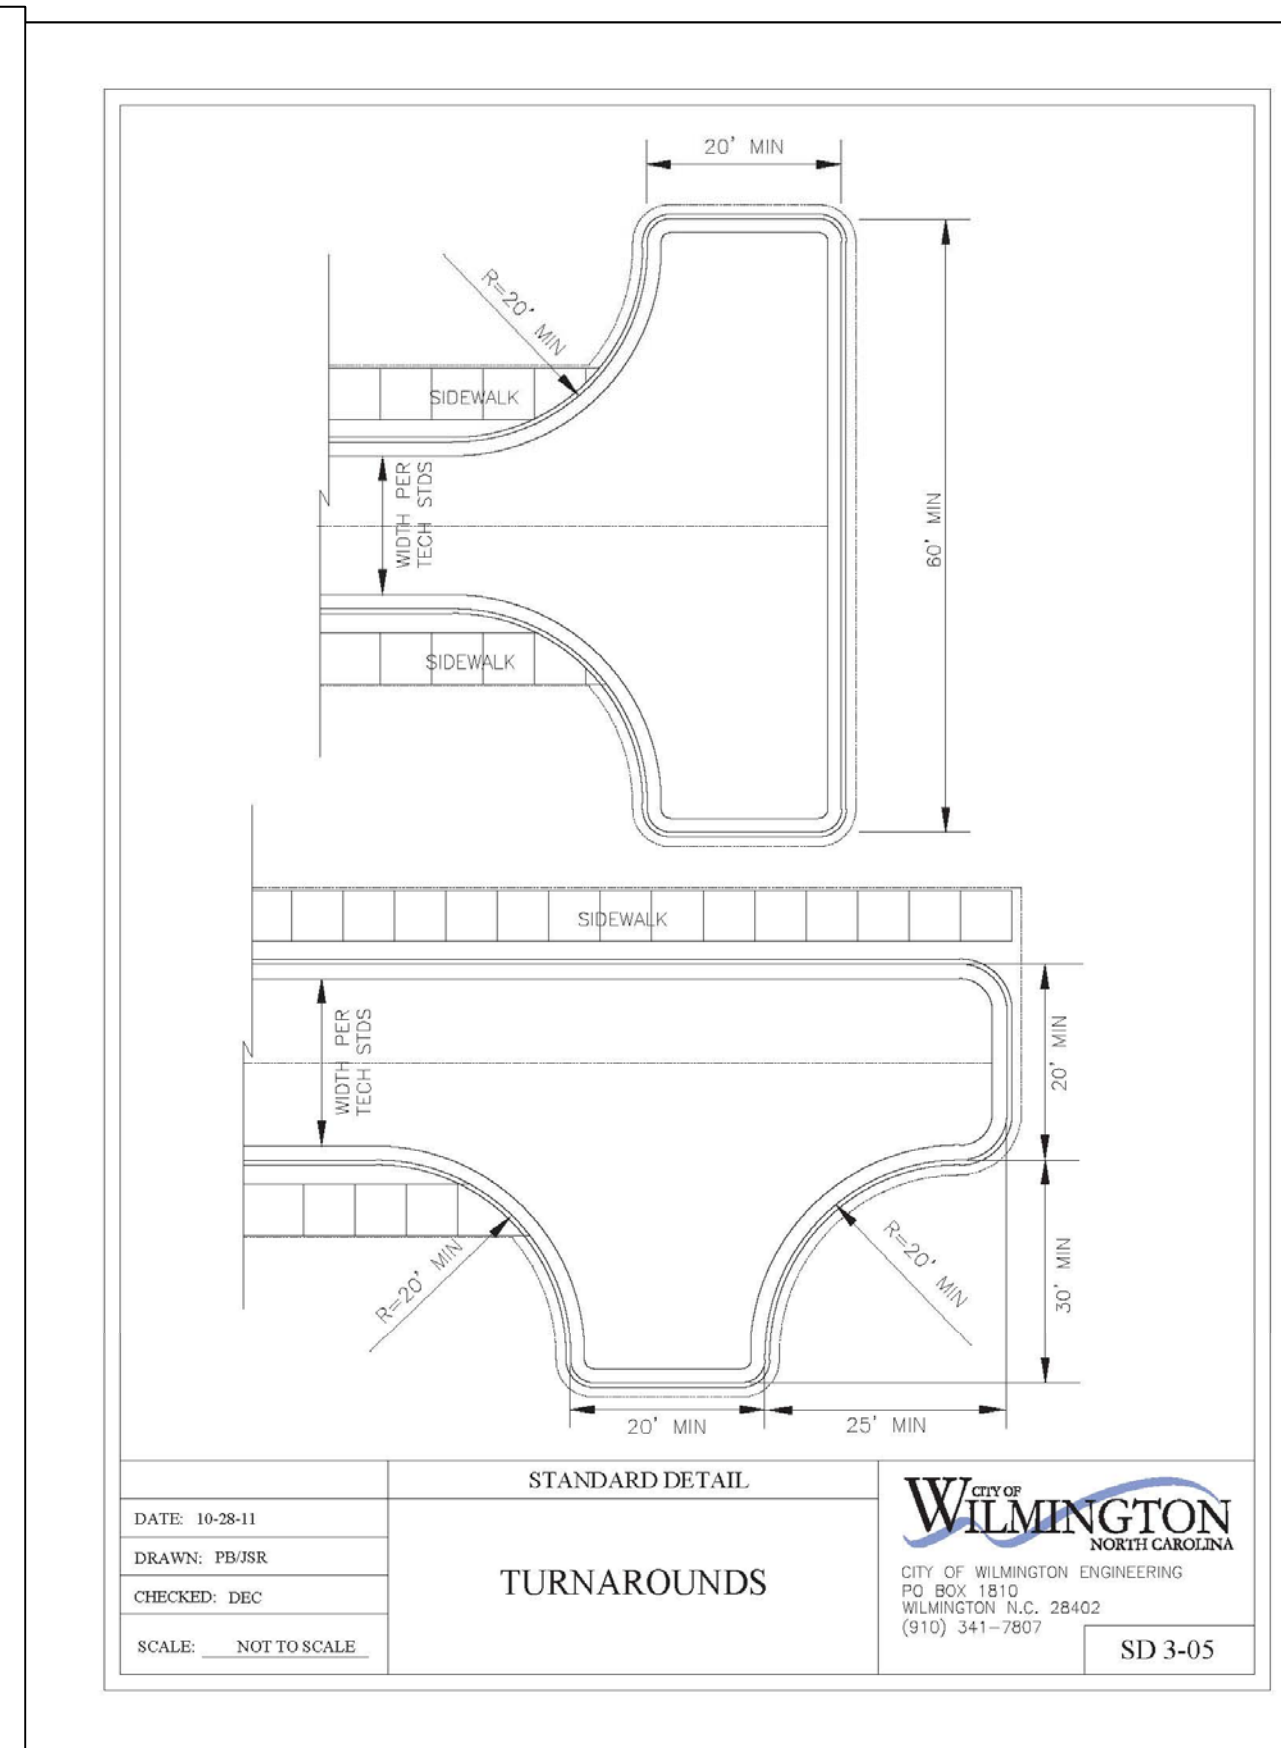 20' MIN
R=20' MIN
SIDEWALK
WIDTH PER
TECH STDS
60' MIN
SIDEWALK
SIDEWALK
WIDTH PER
TECH STDS
20' MIN
R=20' MIN
R=20' MIN
30' MIN
20' MIN
25' MIN
STANDARD DETAIL
DATE: 10-28-11
DRAWN: PB/JSR
CHECKED: DEC
SCALE: NOT TO SCALE
TURNAROUNDS
CITY OF
WILMINGTON
NORTH CAROLINA
CITY OF WILMINGTON ENGINEERING
PO BOX 1810
WILMINGTON N.C. 28402
(910) 341-7807
SD 3-05